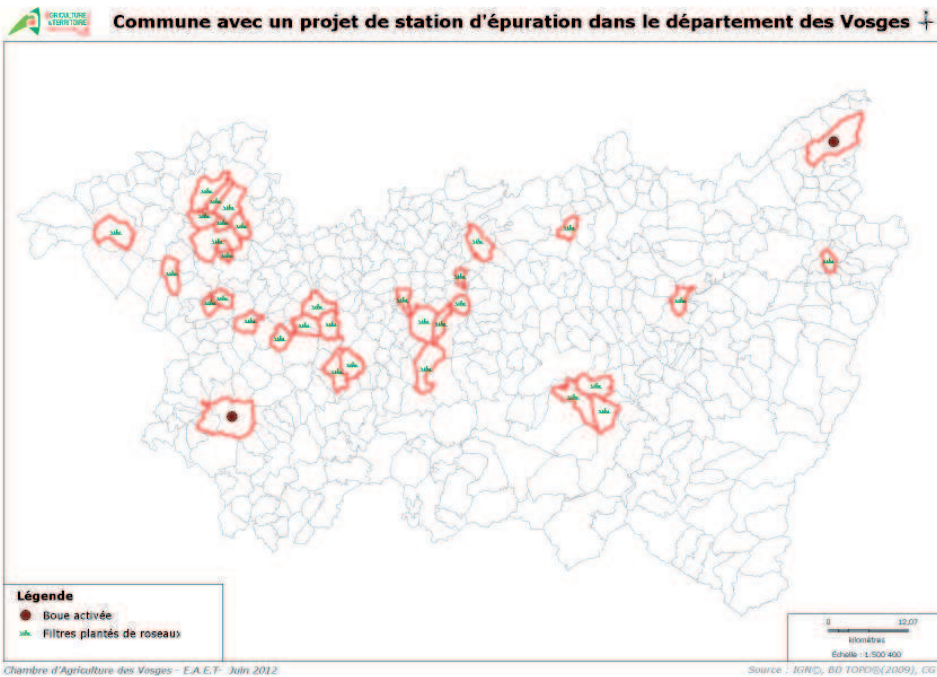 AGRICULTURE
& TERRITOIRE
Commune avec un projet de station d'épuration dans le département des Vosges
Légende
Boue activée
Filtres plantés de roseaux
0 12,07
kilomètres
Échelle : 1:500 400
Chambre d'Agriculture des Vosges - E.A.E.T- Juin 2012
Source : IGN©, BD TOPO®(2009), CG